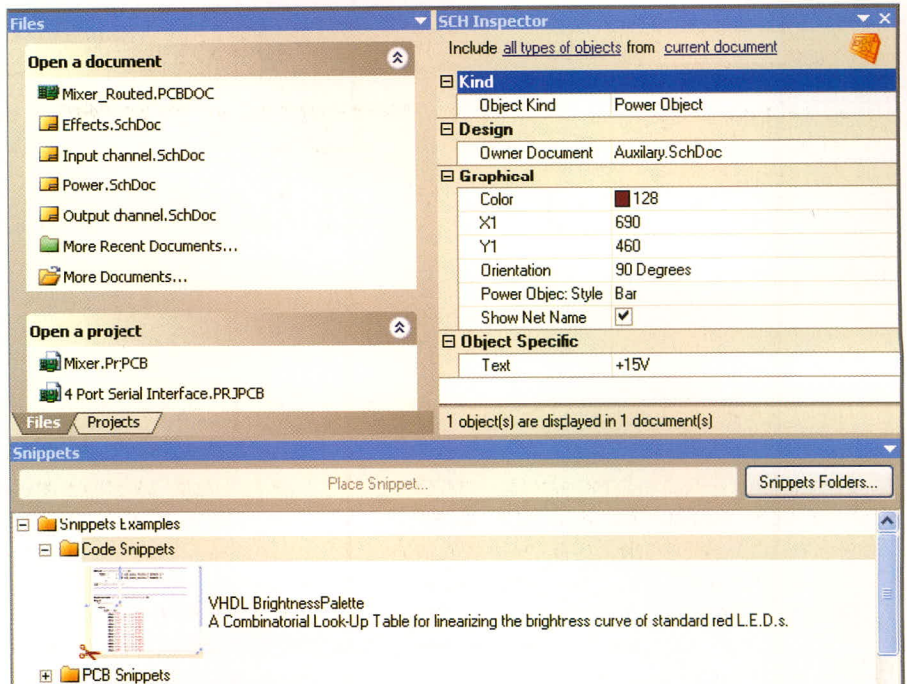 Files
Open a document
Mixer_Routed.PCBDOC
Effects.SchDoc
Input channel.SchDoc
Power.SchDoc
Output channel.SchDoc
More Recent Documents...
More Documents...
Open a project
Mixer.PrjPCB
4 Port Serial Interface.PRJPCB
Files
Projects
SCH Inspector
Include all types of objects from current document
Kind
Object Kind Power Object
Design
Owner Document Auxilary.SchDoc
Graphical
Color 128
X1 690
Y1 460
Orientation 90 Degrees
Power Objec: Style Bar
Show Net Name
Object Specific
Text +15V
1 object(s) are displayed in 1 document(s)
Snippets
Place Snippet...
Snippets Folders...
Snippets Examples
Code Snippets
VHDL BrightnessPalette
A Combinatorial Look-Up Table for linearizing the brightress curve of standard red L.E.D.s.
PCB Snippets